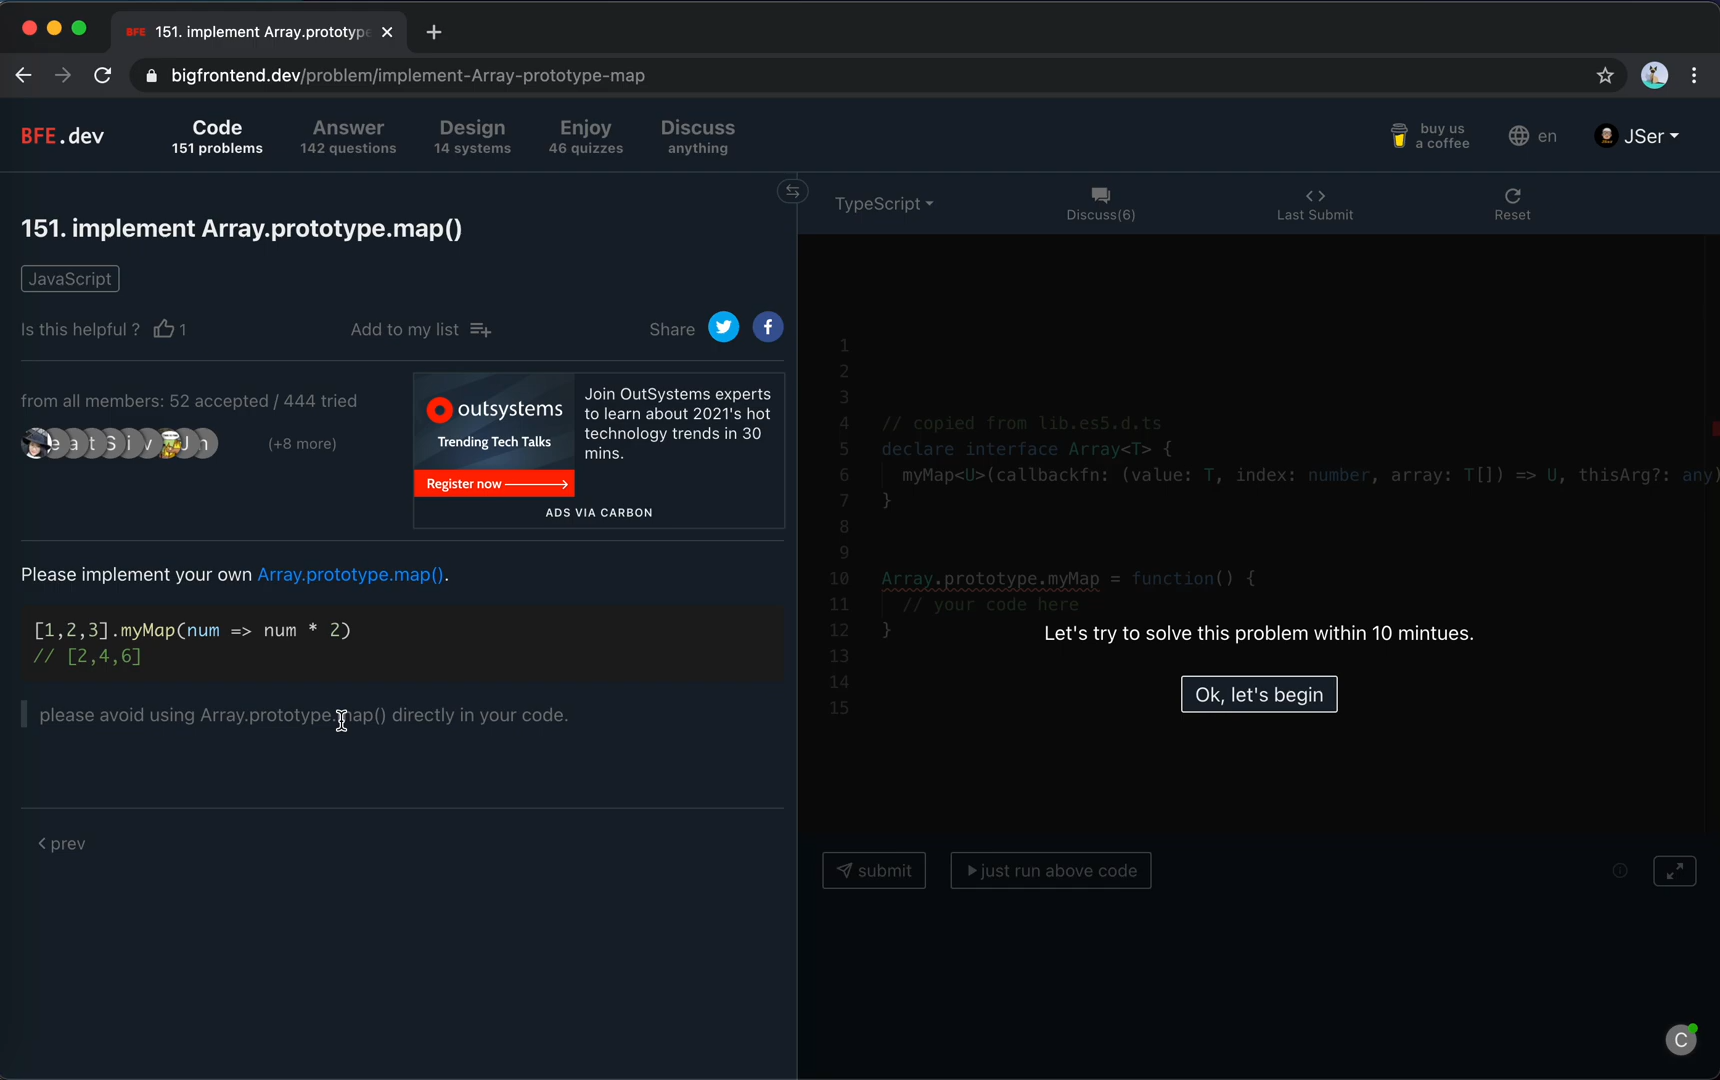 BFE 151. implement Array.prototype
bigfrontend.dev/problem/implement-Array-prototype-map
BFE.dev
Code
151 problems
Answer
142 questions
Design
14 systems
Enjoy
46 quizzes
Discuss
anything
buy us
a coffee
en
JSer
151. implement Array.prototype.map()
JavaScript
Is this helpful ? 1
Add to my list
Share
from all members: 52 accepted / 444 tried
e a t S i v J h
(+8 more)
outsystems
Trending Tech Talks
Register now
Join OutSystems experts
to learn about 2021's hot
technology trends in 30
mins.
ADS VIA CARBON
Please implement your own Array.prototype.map().
[1,2,3].myMap(num => num * 2)
// [2,4,6]
please avoid using Array.prototype.map() directly in your code.
< prev
TypeScript
Discuss(6)
<> Last Submit
Reset
1
2
3
4 // copied from lib.es5.d.ts
5 declare interface Array<T> {
6 myMap<U>(callbackfn: (value: T, index: number, array: T[]) => U, thisArg?: any)
7 }
8
9
10 Array.prototype.myMap = function() {
11 // your code here
12 }
13
14
15
Let's try to solve this problem within 10 mintues.
Ok, let's begin
submit
just run above code
C